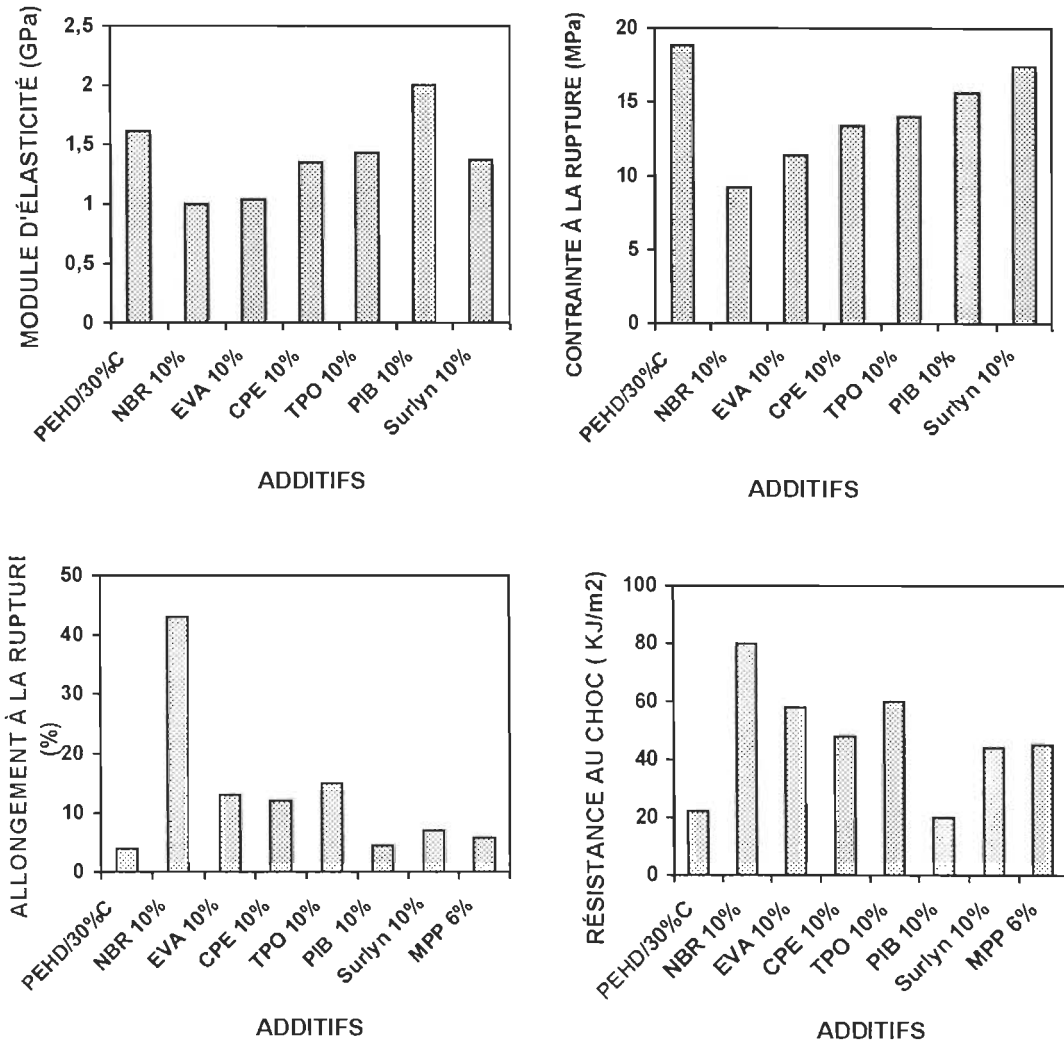 MODULE D'ÉLASTICITÉ (GPa)
2,5
2
1,5
1
0,5
0
PEHD/30%C
NBR 10%
EVA 10%
CPE 10%
TPO 10%
PIB 10%
Surlyn 10%
ADDITIFS
CONTRAINTE À LA RUPTURE (MPa)
20
15
10
5
0
PEHD/30%C
NBR 10%
EVA 10%
CPE 10%
TPO 10%
PIB 10%
Surlyn 10%
ADDITIFS
ALLONGEMENT À LA RUPTURE
(%)
50
40
30
20
10
0
PEHD/30%C
NBR 10%
EVA 10%
CPE 10%
TPO 10%
PIB 10%
Surlyn 10%
MPP 6%
ADDITIFS
RÉSISTANCE AU CHOC ( KJ/m2)
100
80
60
40
20
0
PEHD/30%C
NBR 10%
EVA 10%
CPE 10%
TPO 10%
PIB 10%
Surlyn 10%
MPP 6%
ADDITIFS